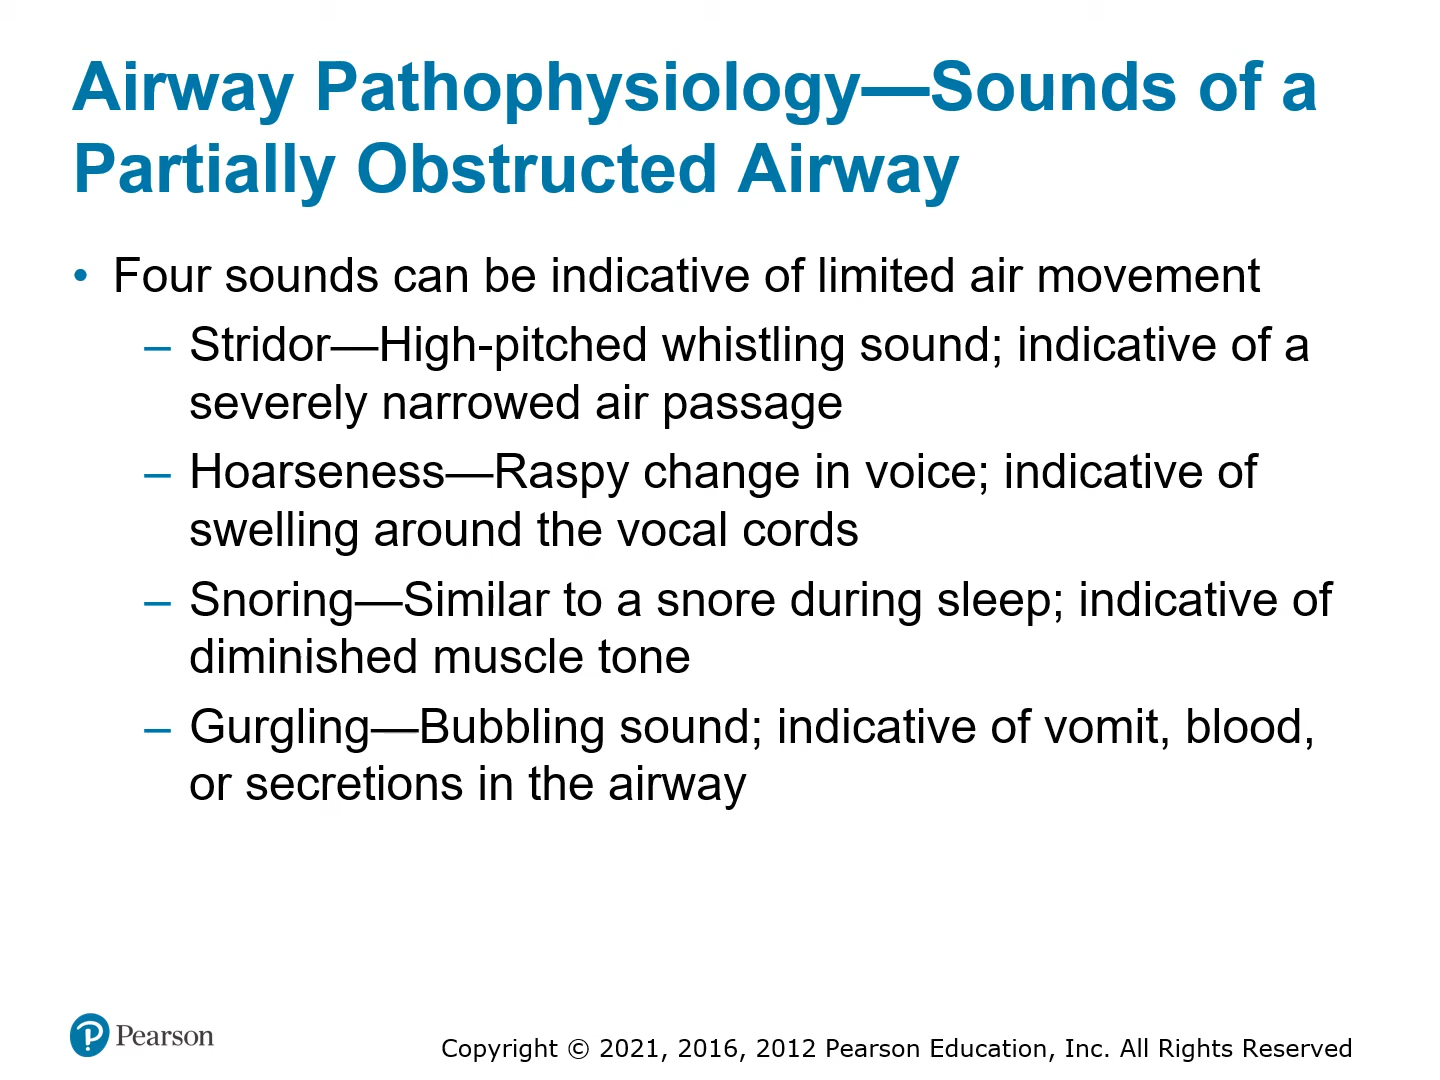 Airway Pathophysiology—Sounds of a
Partially Obstructed Airway
• Four sounds can be indicative of limited air movement
– Stridor—High-pitched whistling sound; indicative of a
severely narrowed air passage
– Hoarseness—Raspy change in voice; indicative of
swelling around the vocal cords
– Snoring—Similar to a snore during sleep; indicative of
diminished muscle tone
– Gurgling—Bubbling sound; indicative of vomit, blood,
or secretions in the airway
Pearson
Copyright © 2021, 2016, 2012 Pearson Education, Inc. All Rights Reserved